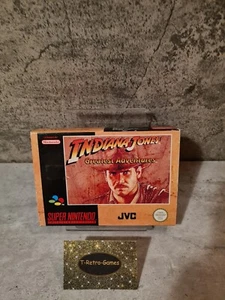 Nintendo
INDIANA JONES'
Greatest Adventures
SUPER NINTENDO
JVC
T-Retro-Games